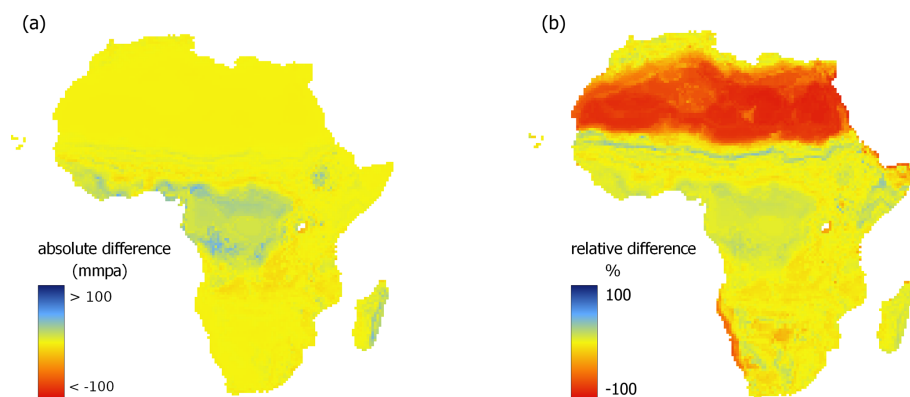 (a)
absolute difference
(mmpa)
> 100
< -100
(b)
relative difference
%
100
-100